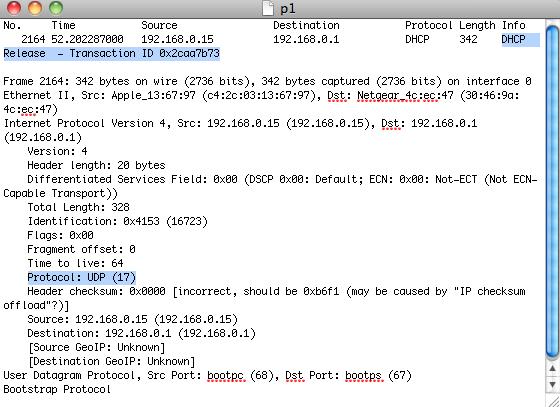 p1
No. Time Source Destination Protocol Length Info
2164 52.202287000 192.168.0.15 192.168.0.1 DHCP 342 DHCP
Release  - Transaction ID 0x2caa7b73
Frame 2164: 342 bytes on wire (2736 bits), 342 bytes captured (2736 bits) on interface 0
Ethernet II, Src: Apple_13:67:97 (c4:2c:03:13:67:97), Dst: Netgear_4c:ec:47 (30:46:9a:
4c:ec:47)
Internet Protocol Version 4, Src: 192.168.0.15 (192.168.0.15), Dst: 192.168.0.1
(192.168.0.1)
Version: 4
Header length: 20 bytes
Differentiated Services Field: 0x00 (DSCP 0x00: Default; ECN: 0x00: Not-ECT (Not ECN-
Capable Transport))
Total Length: 328
Identification: 0x4153 (16723)
Flags: 0x00
Fragment offset: 0
Time to live: 64
Protocol: UDP (17)
Header checksum: 0x0000 [incorrect, should be 0xb6f1 (may be caused by "IP checksum
offload"?)]
Source: 192.168.0.15 (192.168.0.15)
Destination: 192.168.0.1 (192.168.0.1)
[Source GeoIP: Unknown]
[Destination GeoIP: Unknown]
User Datagram Protocol, Src Port: bootpc (68), Dst Port: bootps (67)
Bootstrap Protocol